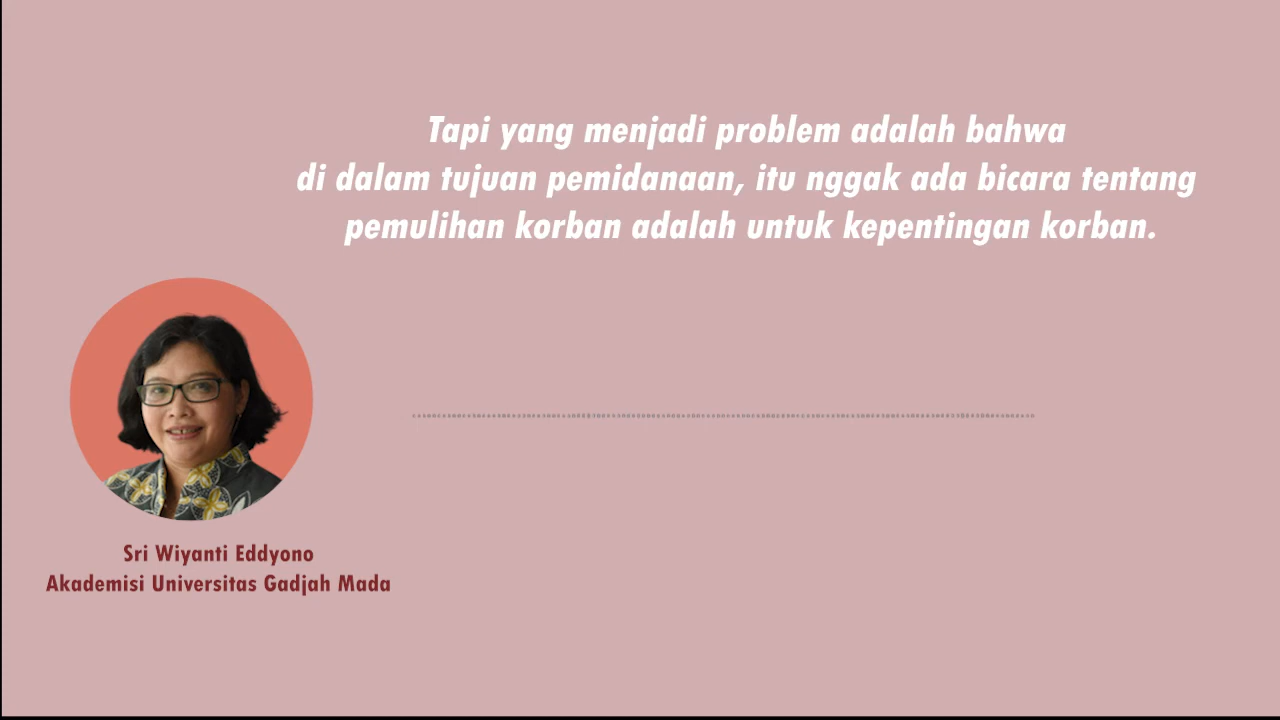 Tapi yang menjadi problem adalah bahwa
di dalam tujuan pemidanaan, itu nggak ada bicara tentang
pemulihan korban adalah untuk kepentingan korban.
Sri Wiyanti Eddyono
Akademisi Universitas Gadjah Mada